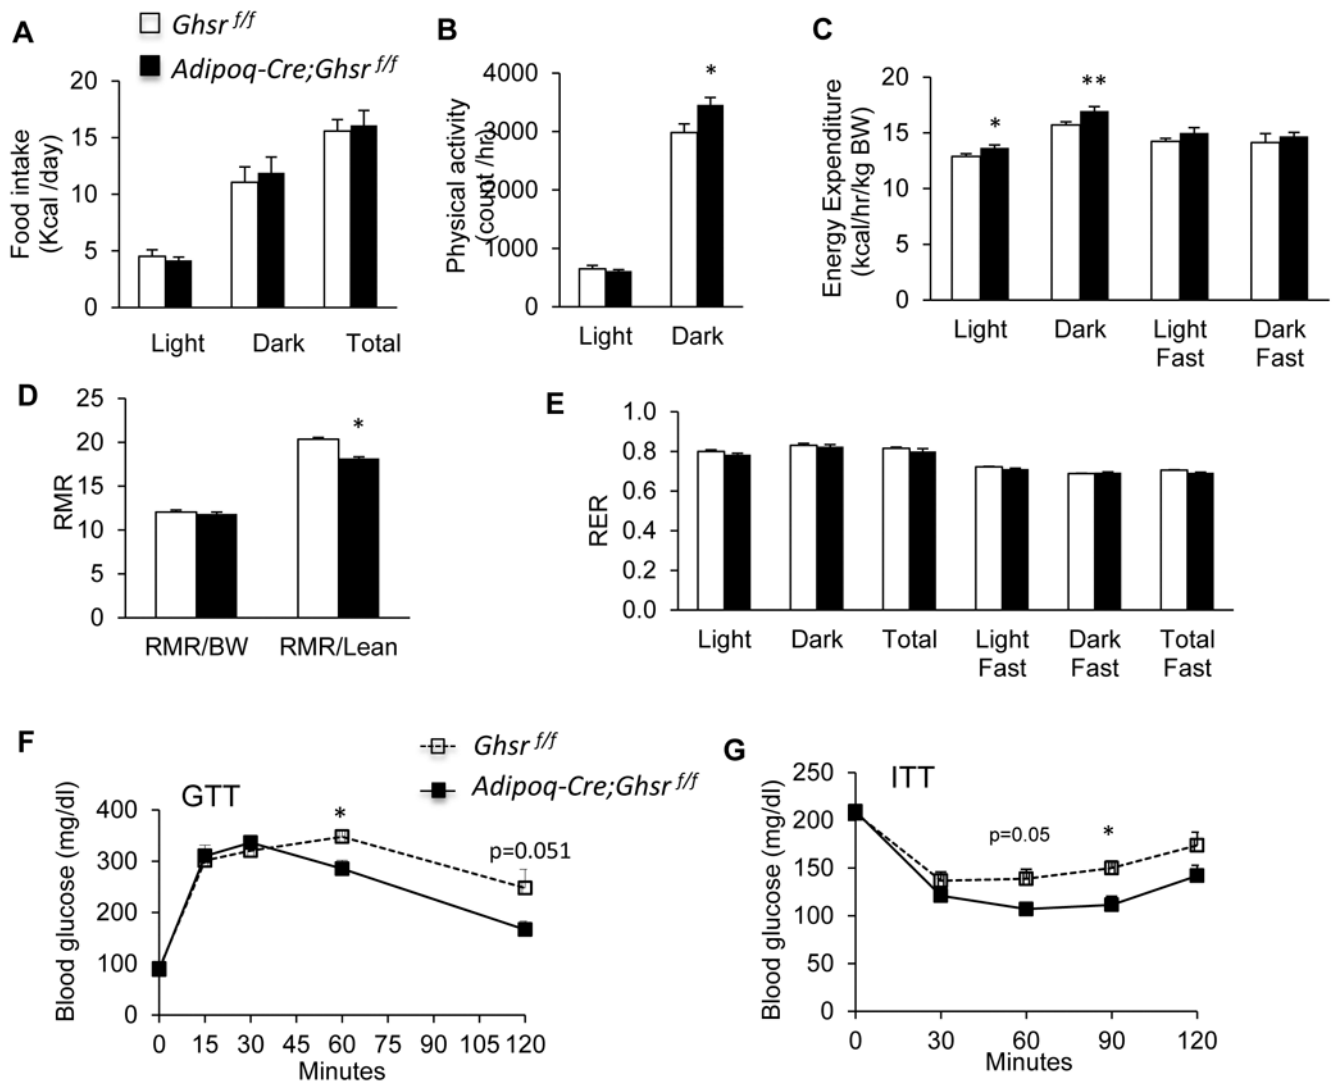 A
Ghsr f/f
Adipoq-Cre;Ghsr f/f
Food intake
(Kcal /day)
20
15
10
5
0
Light Dark Total
B
Physical activity
(count /hr)
4000
3000
2000
1000
0
*
Light Dark
C
Energy Expenditure
(kcal/hr/kg BW)
20
15
10
5
0
*
**
Light Dark Light Dark
Fast Fast
D
RMR
25
20
15
10
5
0
*
RMR/BW RMR/Lean
E
RER
1.0
0.8
0.6
0.4
0.2
0.0
Light Dark Total Light Dark Total
Fast Fast Fast
F
Ghsr f/f
Adipoq-Cre;Ghsr f/f
GTT
Blood glucose (mg/dl)
400
300
200
100
0
*
p=0.051
0 15 30 45 60 75 90 105 120
Minutes
G
ITT
Blood glucose (mg/dl)
250
200
150
100
50
0
p=0.05
*
0 30 60 90 120
Minutes